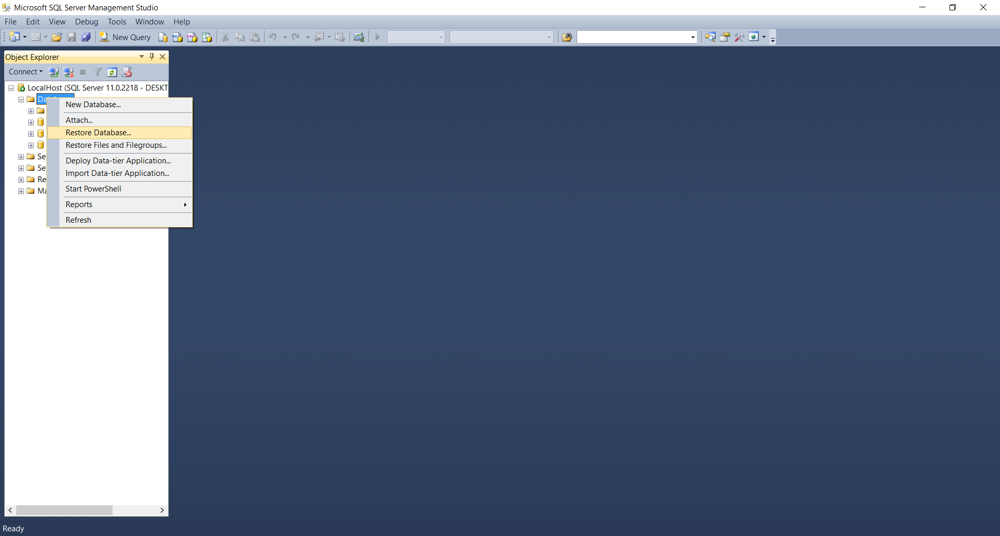 Microsoft SQL Server Management Studio
File Edit View Debug Tools Window Help
New Query
Object Explorer
Connect
LocalHost (SQL Server 11.0.2218 - DESKT
New Database...
Attach...
Restore Database...
Restore Files and Filegroups...
Deploy Data-tier Application...
Import Data-tier Application...
Start PowerShell
Reports
Refresh
Se
Se
Re
Ma
Ready